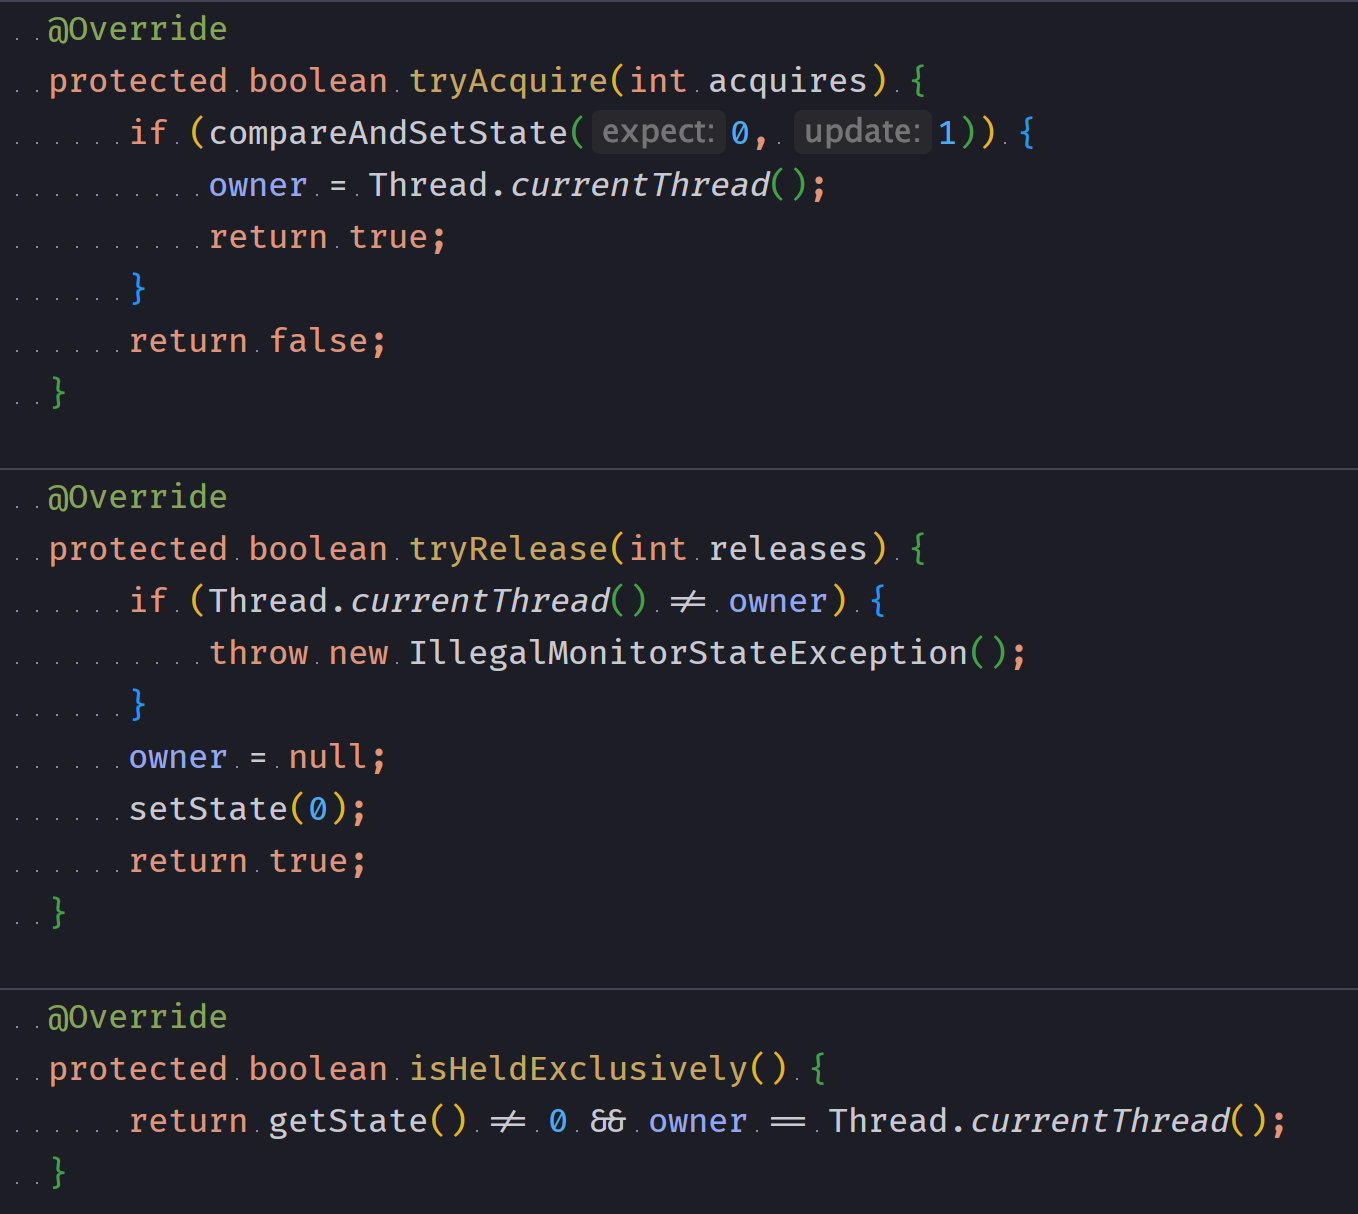 @Override
protected boolean tryAcquire(int acquires) {
if (compareAndSetState( expect: 0, update: 1)) {
owner = Thread.currentThread();
return true;
}
return false;
}
@Override
protected boolean tryRelease(int releases) {
if (Thread.currentThread() != owner) {
throw new IllegalMonitorStateException();
}
owner = null;
setState(0);
return true;
}
@Override
protected boolean isHeldExclusively() {
return getState() != 0 && owner == Thread.currentThread();
}